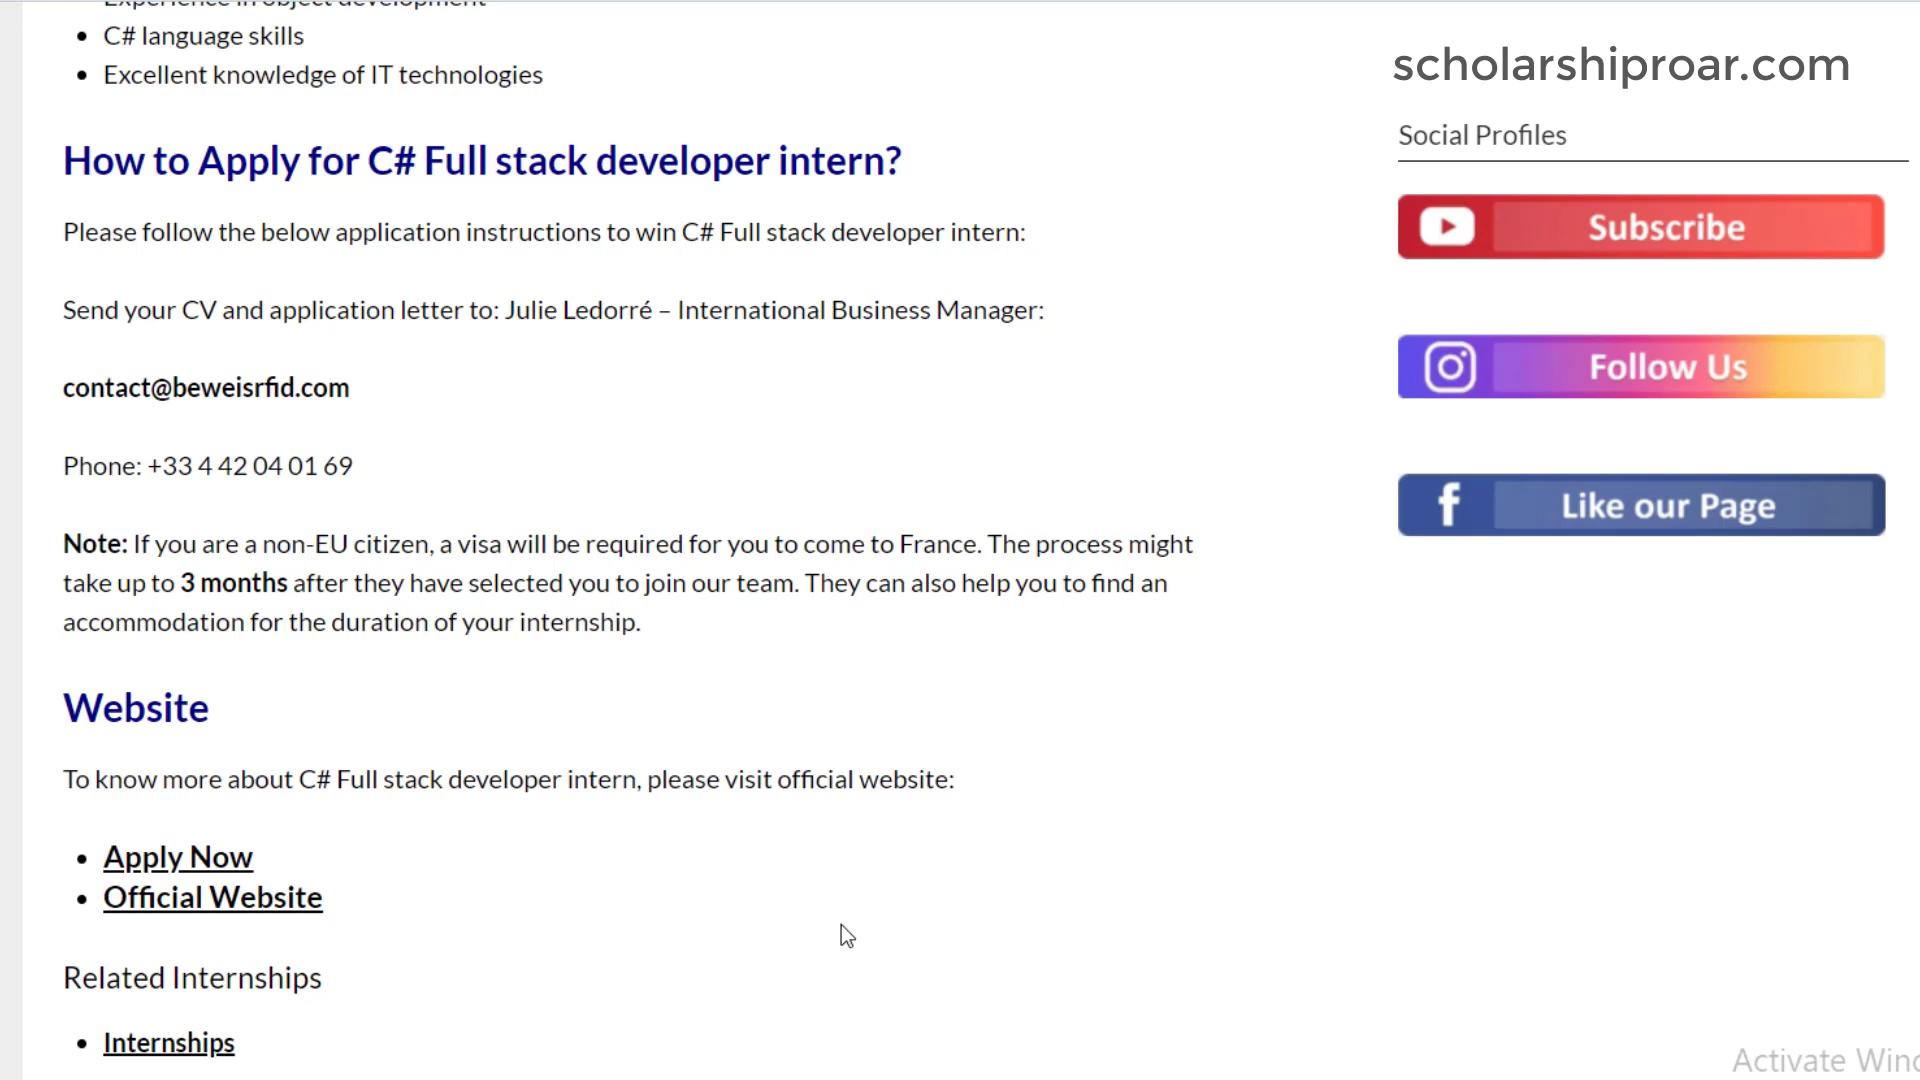 Experience in object development
C# language skills
Excellent knowledge of IT technologies
How to Apply for C# Full stack developer intern?
Please follow the below application instructions to win C# Full stack developer intern:
Send your CV and application letter to: Julie Ledorré – International Business Manager:
contact@beweisrfid.com
Phone: +33 4 42 04 01 69
Note: If you are a non-EU citizen, a visa will be required for you to come to France. The process might
take up to 3 months after they have selected you to join our team. They can also help you to find an
accommodation for the duration of your internship.
Website
To know more about C# Full stack developer intern, please visit official website:
Apply Now
Official Website
Related Internships
Internships
scholarshiproar.com
Social Profiles
Subscribe
Follow Us
Like our Page
Activate